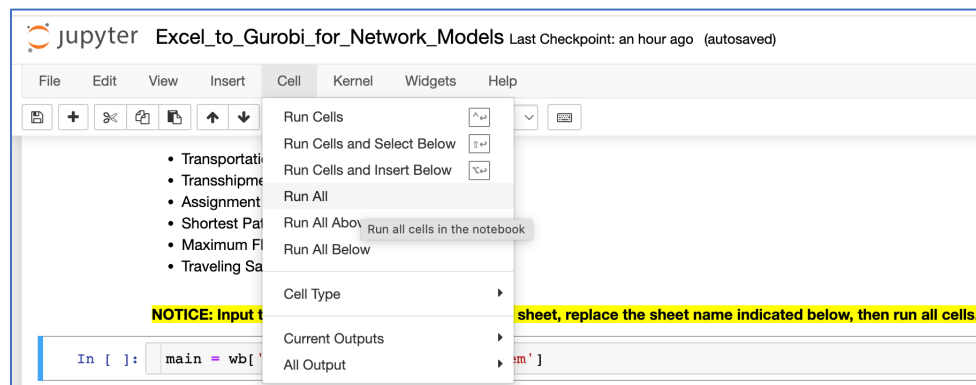 jupyter Excel_to_Gurobi_for_Network_Models Last Checkpoint: an hour ago (autosaved)
File Edit View Insert Cell Kernel Widgets Help
Run Cells
Run Cells and Select Below
Run Cells and Insert Below
Run All
Run All Abov
Run all cells in the notebook
Run All Below
Cell Type
Current Outputs
All Output
• Transportati
• Transshipme
• Assignment
• Shortest Pat
• Maximum Fl
• Traveling Sa
NOTICE: Input t sheet, replace the sheet name indicated below, then run all cells.
In [ ]: main = wb[' em']